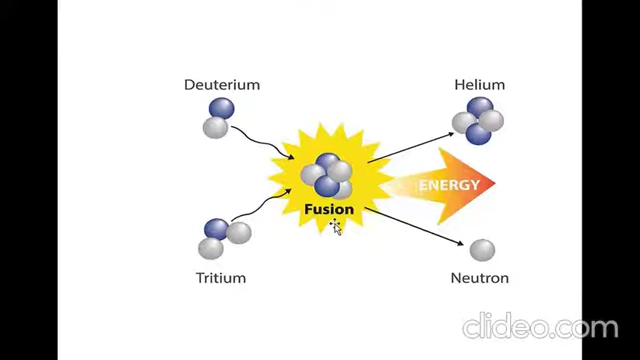 Deuterium
Helium
ENERGY
Fusion
Tritium
Neutron
clideo.com